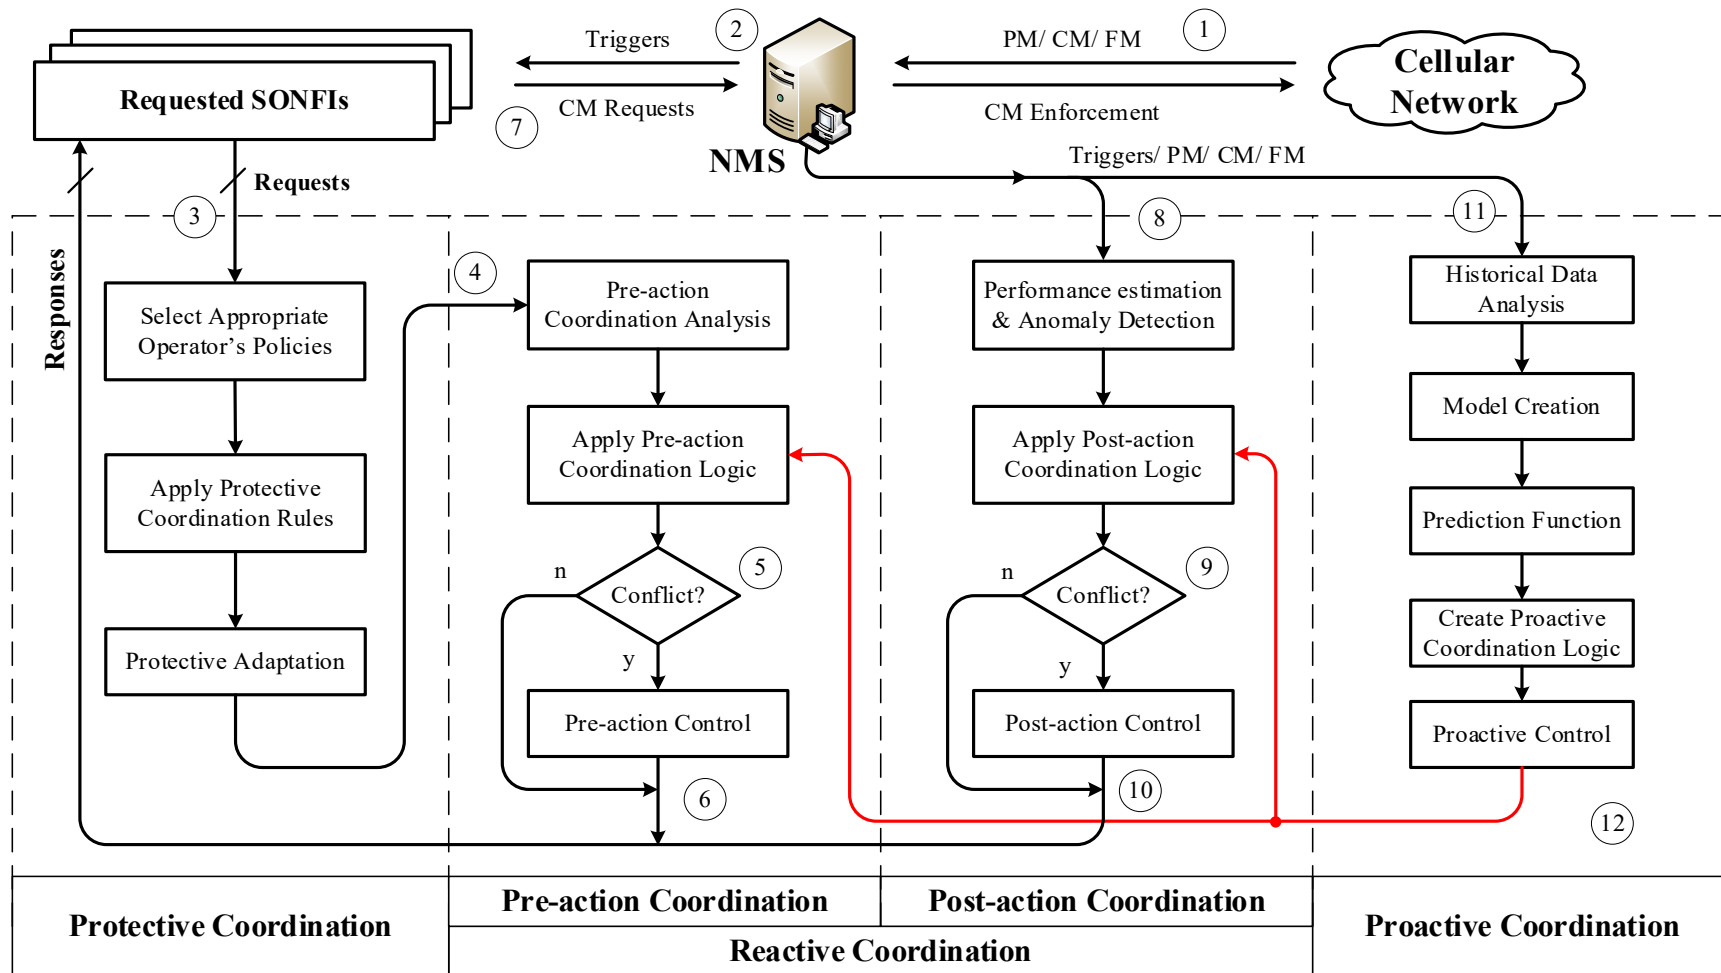 2
1
Triggers
PM/ CM/ FM
Requested SONFIs
Cellular
Network
7
CM Requests
CM Enforcement
NMS
Triggers/ PM/ CM/ FM
Requests
3
8
11
Responses
4
Select Appropriate
Operator's Policies
Apply Protective
Coordination Rules
Protective Adaptation
Pre-action
Coordination Analysis
Apply Pre-action
Coordination Logic
n
Conflict?
5
y
Pre-action Control
6
Performance estimation
& Anomaly Detection
Apply Post-action
Coordination Logic
n
Conflict?
9
y
Post-action Control
10
Historical Data
Analysis
Model Creation
Prediction Function
Create Proactive
Coordination Logic
Proactive Control
12
Protective Coordination
Pre-action Coordination
Post-action Coordination
Reactive Coordination
Proactive Coordination